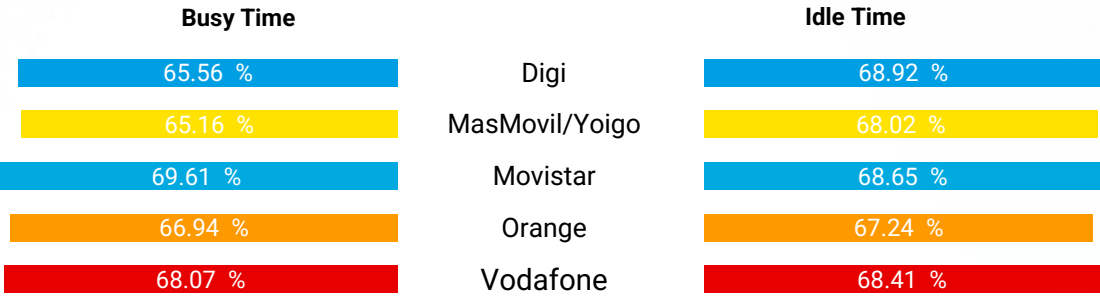 Busy Time Idle Time
65.56 % Digi 68.92 %
65.16 % MasMovil/Yoigo 68.02 %
69.61 % Movistar 68.65 %
66.94 % Orange 67.24 %
68.07 % Vodafone 68.41 %